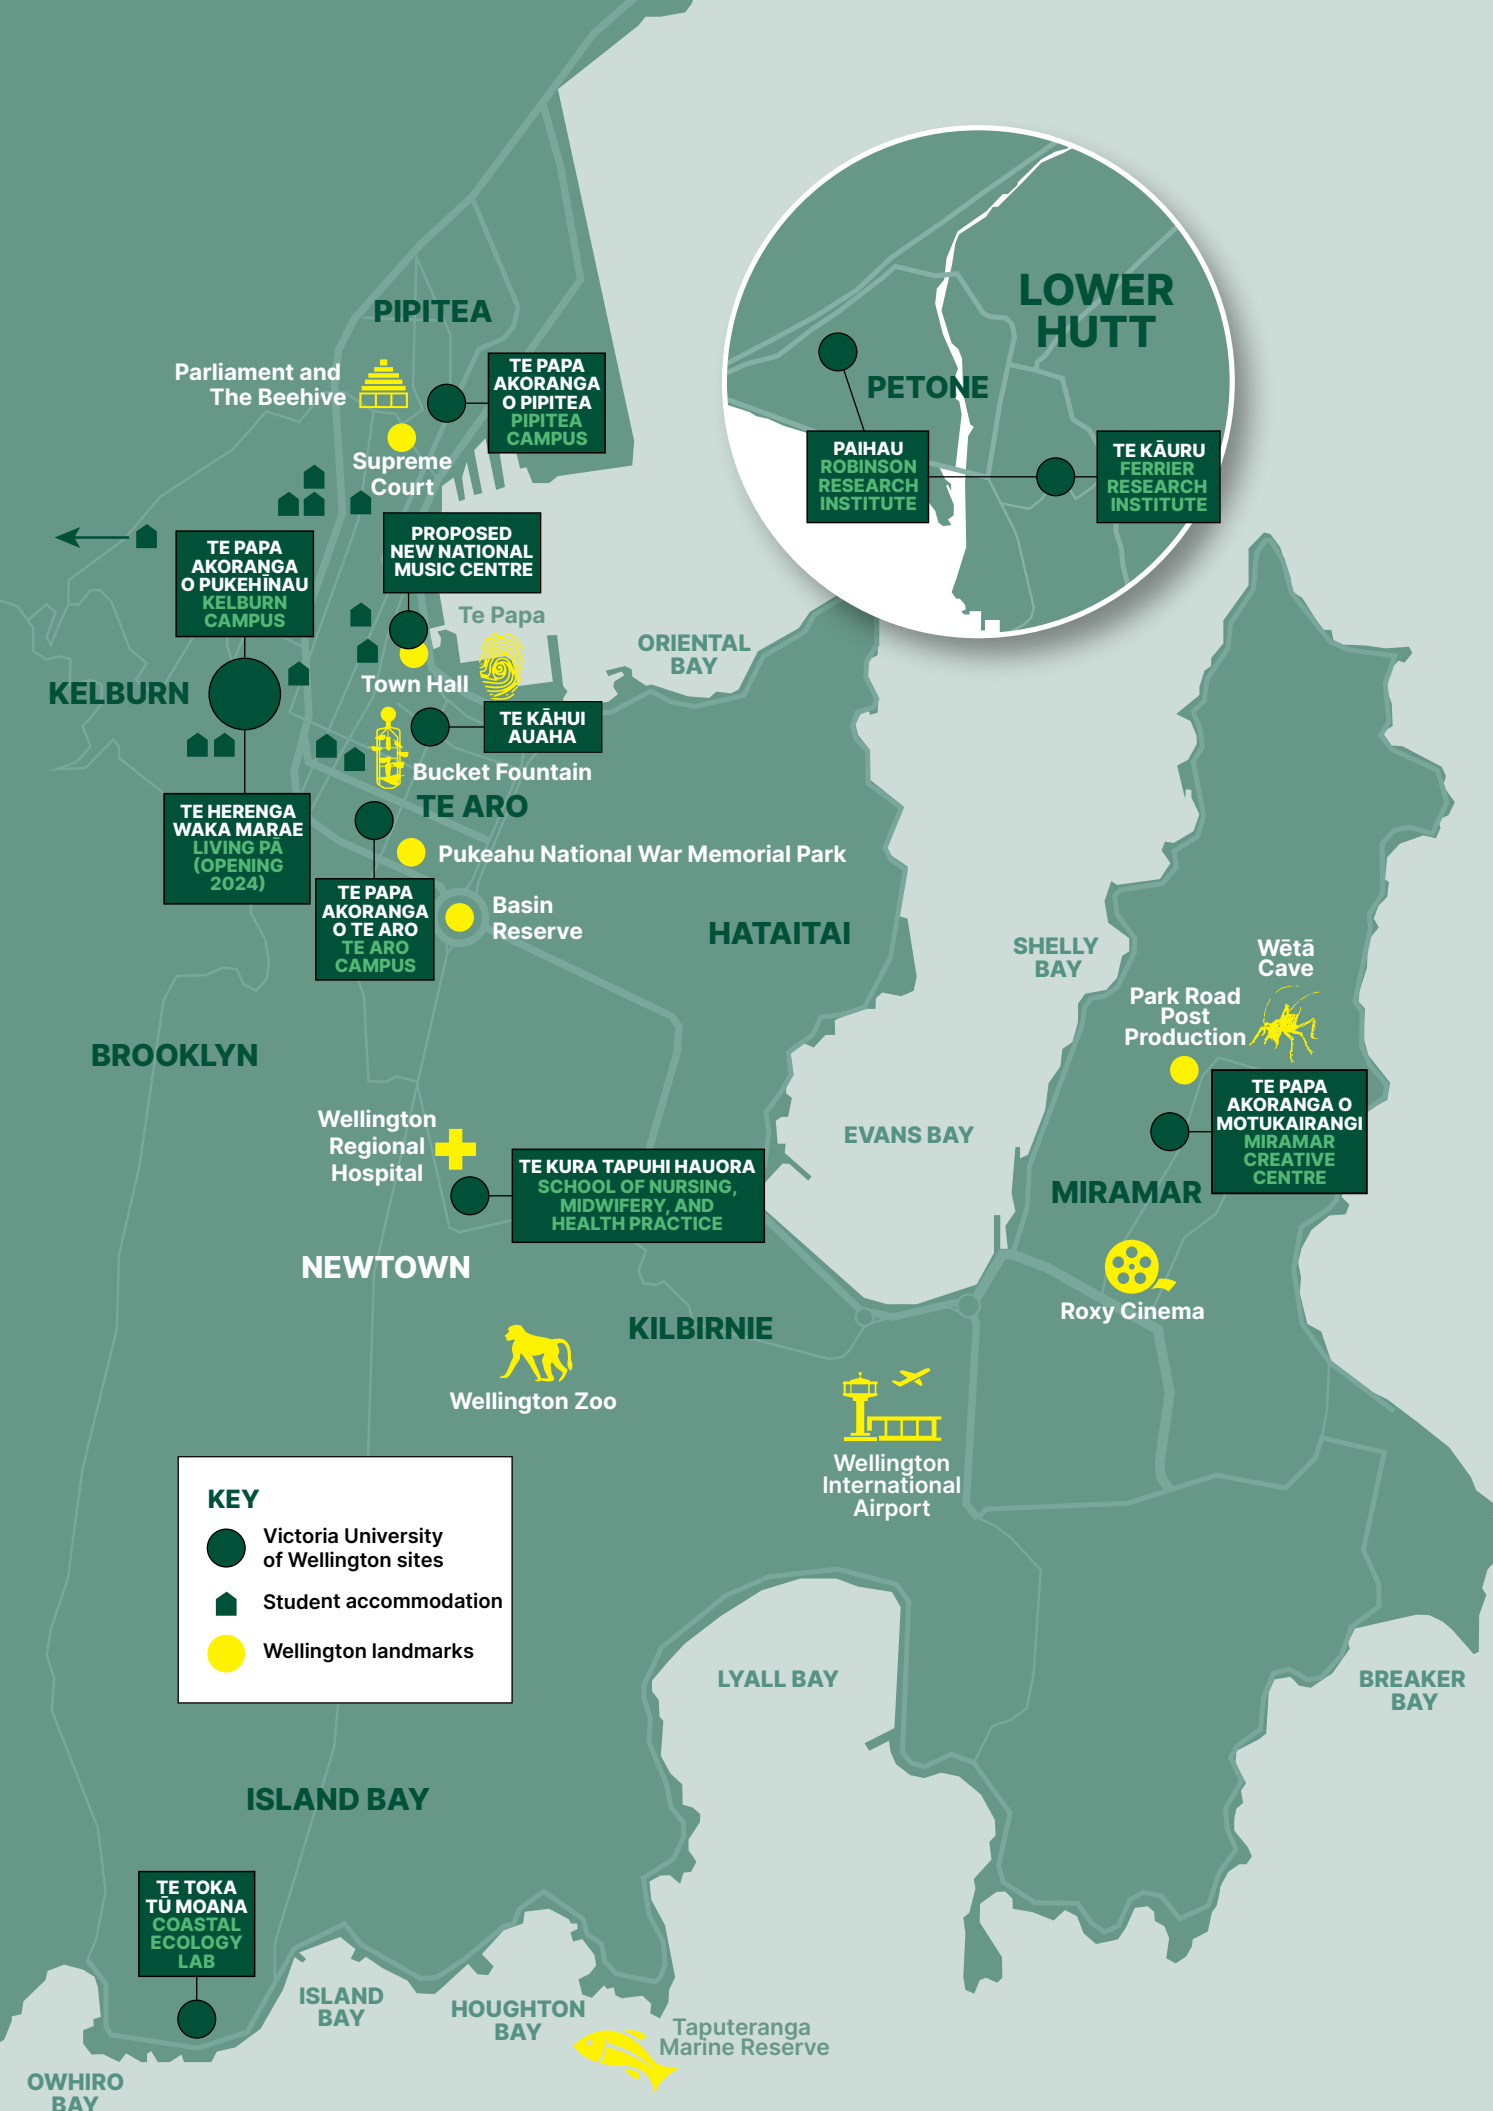 PIPITEA
Parliament and
The Beehive
TE PAPA
AKORANGA
O PIPITEA
PIPITEA
CAMPUS
Supreme
Court
LOWER
HUTT
PETONE
PAIHAU
ROBINSON
RESEARCH
INSTITUTE
TE KĀURU
FERRIER
RESEARCH
INSTITUTE
PROPOSED
NEW NATIONAL
MUSIC CENTRE
TE PAPA
AKORANGA
O PUKEHĪNAU
KELBURN
CAMPUS
Te Papa
ORIENTAL
BAY
Town Hall
KELBURN
TE KĀHUI
AUAHA
Bucket Fountain
TE ARO
TE HERENGA
WAKA MARAE
LIVING PĀ
(OPENING
2024)
Pukeahu National War Memorial Park
TE PAPA
AKORANGA
O TE ARO
TE ARO
CAMPUS
Basin
Reserve
HATAITAI
SHELLY
BAY
Wētā
Cave
Park Road
Post
Production
BROOKLYN
TE PAPA
AKORANGA O
MOTUKAIRANGI
MIRAMAR
CREATIVE
CENTRE
Wellington
Regional
Hospital
EVANS BAY
TE KURA TAPUHI HAUORA
SCHOOL OF NURSING,
MIDWIFERY, AND
HEALTH PRACTICE
MIRAMAR
NEWTOWN
Roxy Cinema
KILBIRNIE
Wellington Zoo
Wellington
International
Airport
KEY
Victoria University
of Wellington sites
Student accommodation
Wellington landmarks
LYALL BAY
BREAKER
BAY
ISLAND BAY
TE TOKA
TŪ MOANA
COASTAL
ECOLOGY
LAB
ISLAND
BAY
HOUGHTON
BAY
Taputeranga
Marine Reserve
OWHIRO
BAY